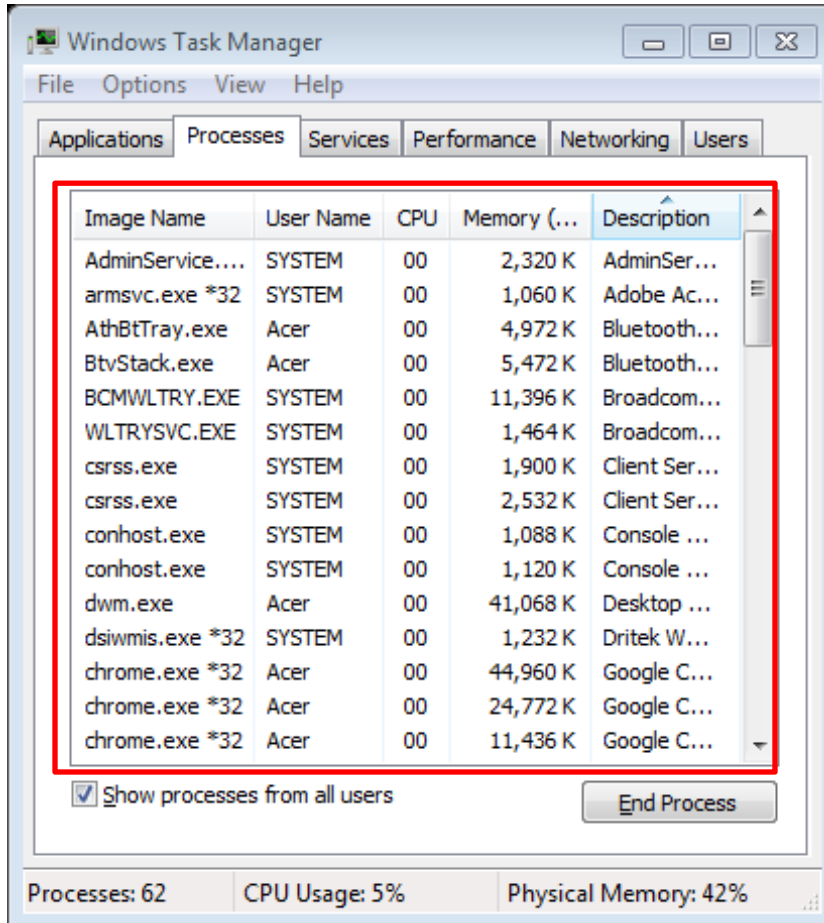 Windows Task Manager
File Options View Help
Applications Processes Services Performance Networking Users
Image Name User Name CPU Memory (... Description
AdminService.... SYSTEM 00 2,320 K AdminSer...
armsvc.exe *32 SYSTEM 00 1,060 K Adobe Ac...
AthBtTray.exe Acer 00 4,972 K Bluetooth...
BtvStack.exe Acer 00 5,472 K Bluetooth...
BCMWLTRY.EXE SYSTEM 00 11,396 K Broadcom...
WLTRYSVC.EXE SYSTEM 00 1,464 K Broadcom...
csrss.exe SYSTEM 00 1,900 K Client Ser...
csrss.exe SYSTEM 00 2,532 K Client Ser...
conhost.exe SYSTEM 00 1,088 K Console ...
conhost.exe SYSTEM 00 1,120 K Console ...
dwm.exe Acer 00 41,068 K Desktop ...
dsiwmis.exe *32 SYSTEM 00 1,232 K Dritek W...
chrome.exe *32 Acer 00 44,960 K Google C...
chrome.exe *32 Acer 00 24,772 K Google C...
chrome.exe *32 Acer 00 11,436 K Google C...
Show processes from all users
End Process
Processes: 62 CPU Usage: 5% Physical Memory: 42%